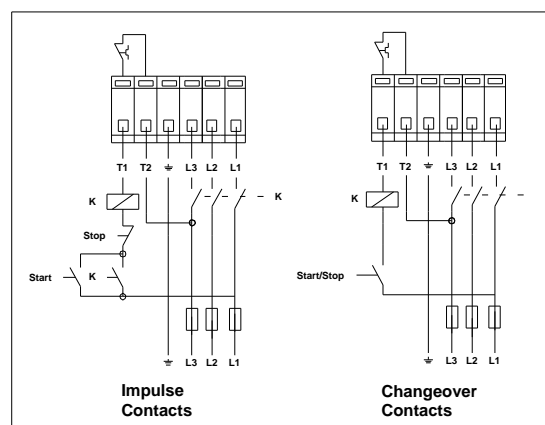 T1 T2 L3 L2 L1
K
K
Stop
Start
K
L3 L2 L1
Impulse
Contacts
T1 T2 L3 L2 L1
K
K
Start/Stop
L3 L2 L1
Changeover
Contacts